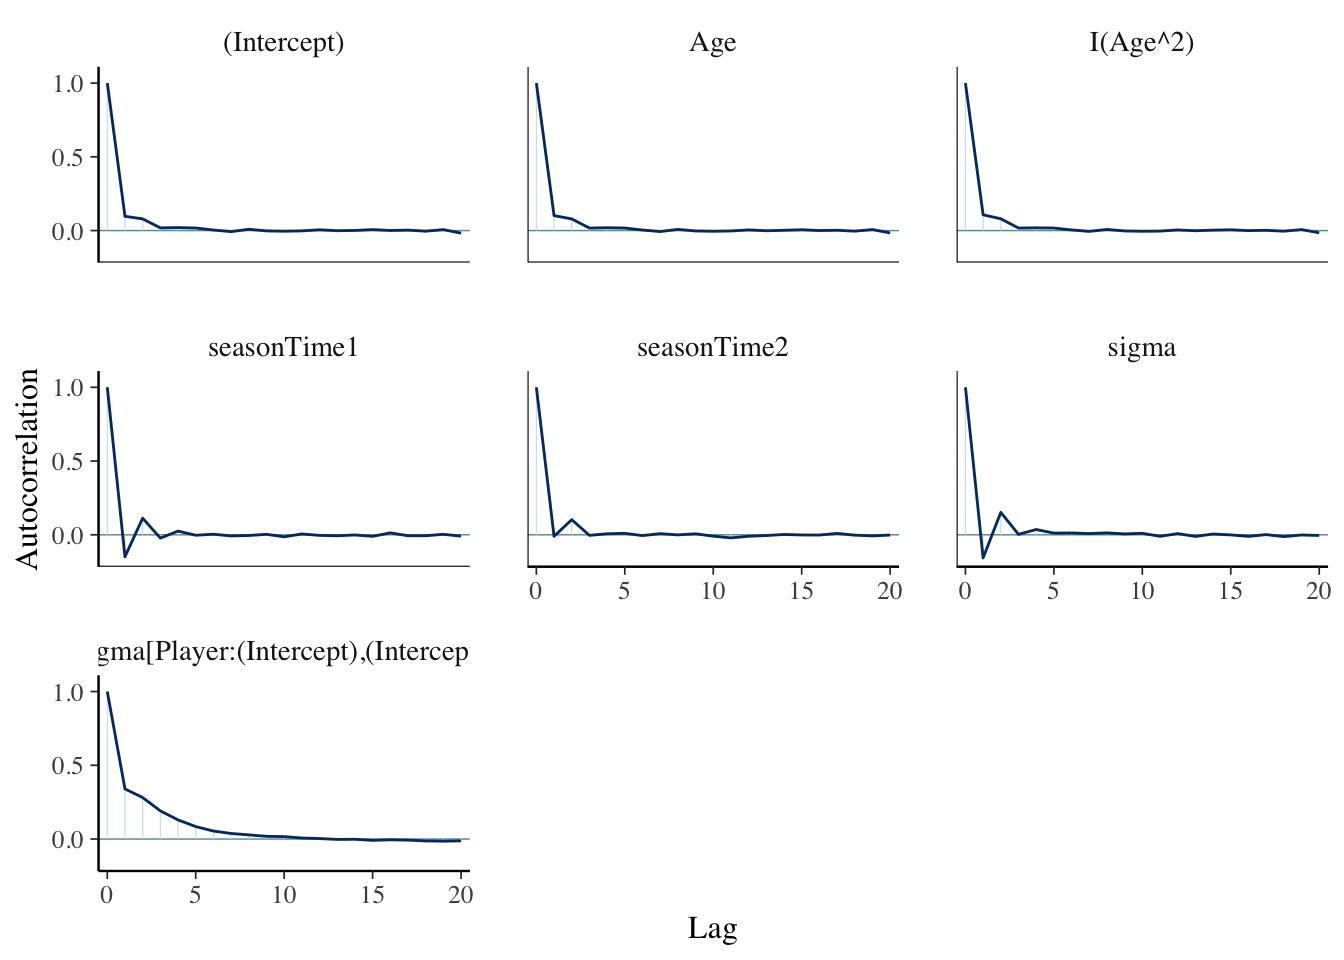 (Intercept) Age I(Age^2)
1.0
0.5
0.0
seasonTime1 seasonTime2 sigma
1.0
0.5
0.0
0 5 10 15 20 0 5 10 15 20
gma[Player:(Intercept),(Intercep
1.0
0.5
0.0
0 5 10 15 20
Autocorrelation
Lag